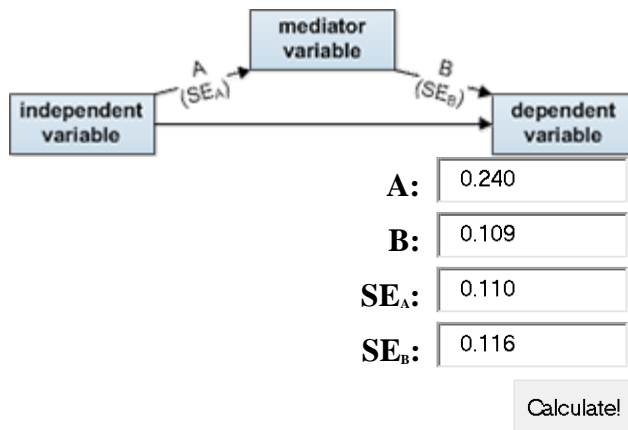 mediator
variable
A
(SEA)
B
(SEB)
independent
variable
dependent
variable
A: 0.240
B: 0.109
SEA: 0.110
SEB: 0.116
Calculate!